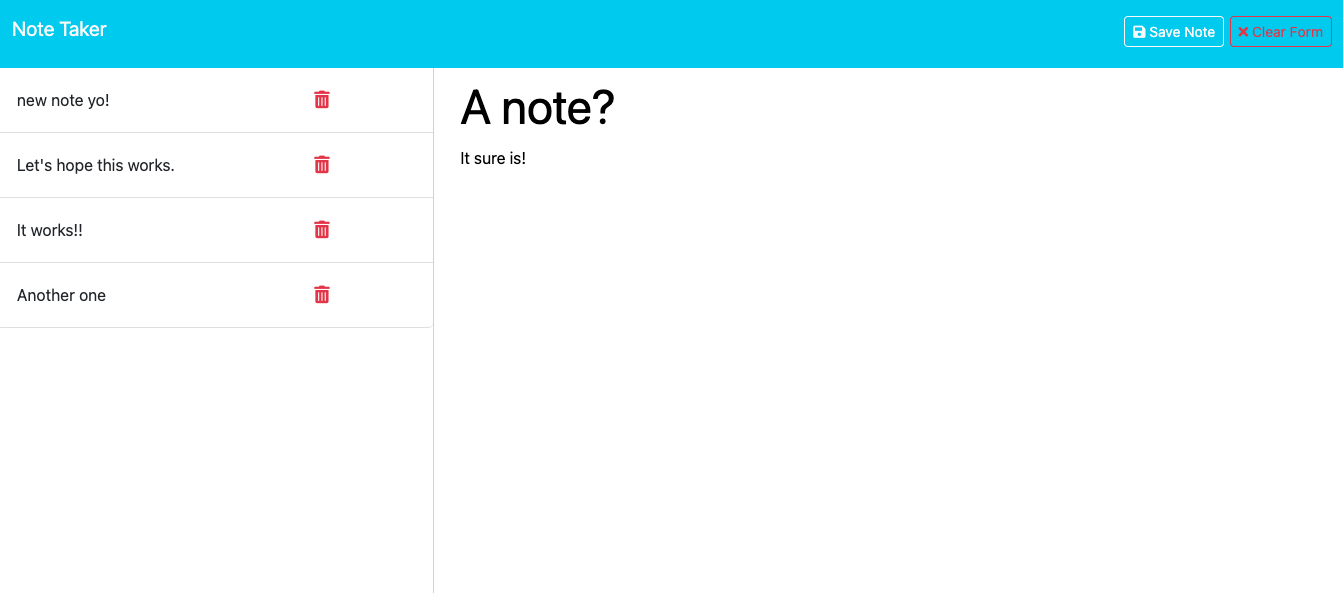 Note Taker
Save Note
Clear Form
new note yo!
Let's hope this works.
It works!!
Another one
A note?
It sure is!